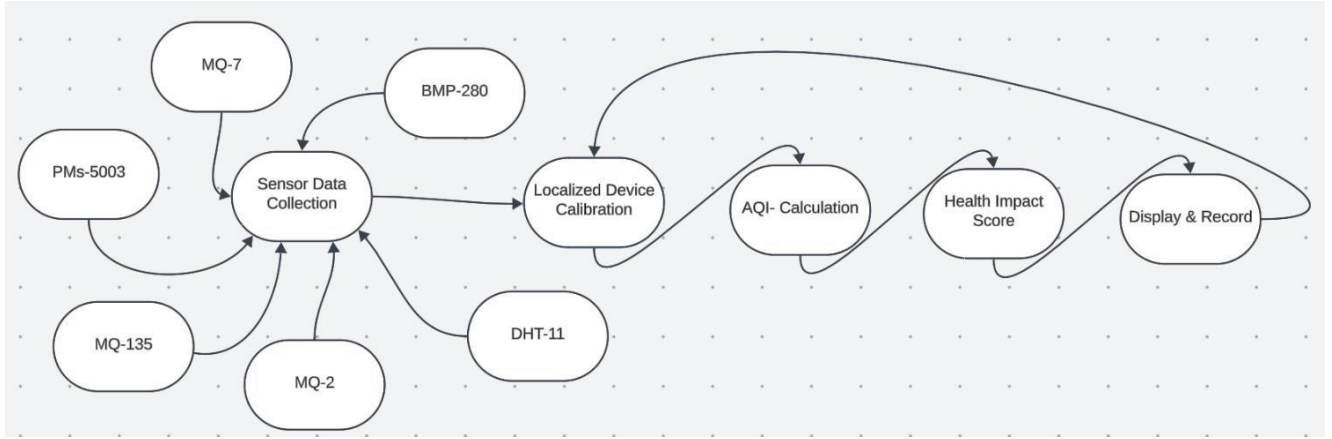 MQ-7
BMP-280
PMs-5003
Sensor Data
Collection
Localized Device
Calibration
AQI- Calculation
Health Impact
Score
Display & Record
MQ-135
MQ-2
DHT-11